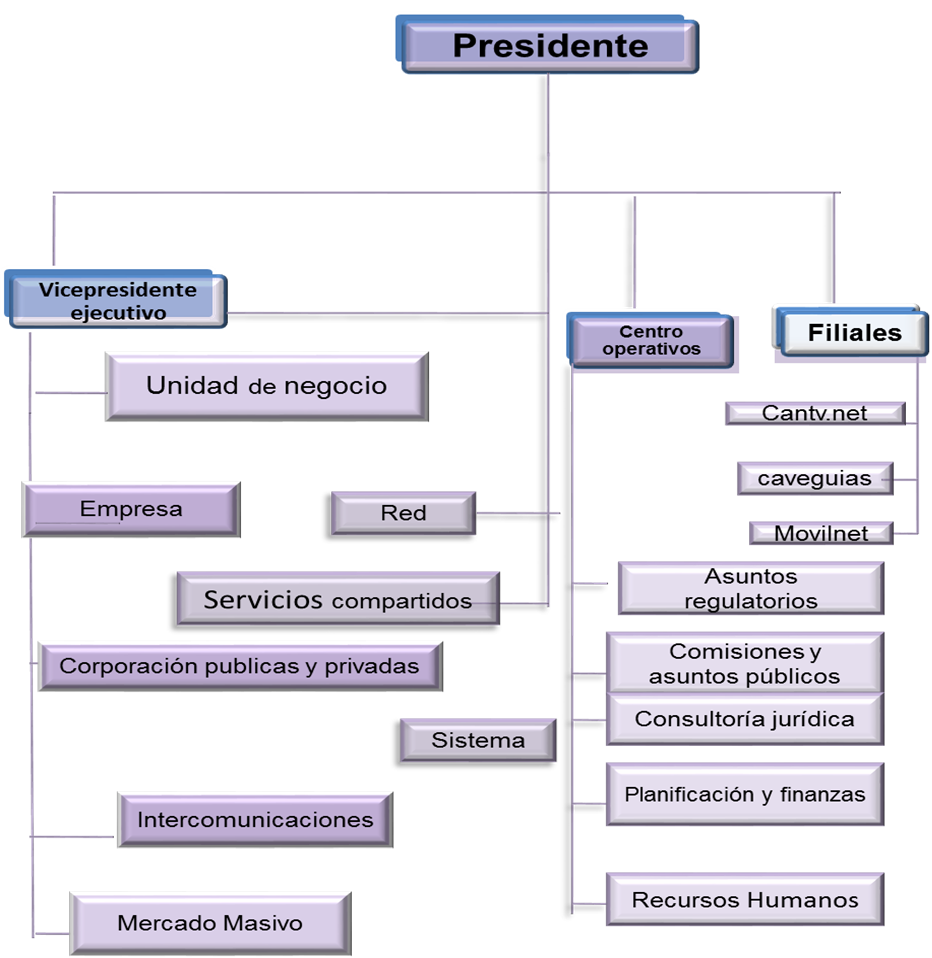 Presidente
Vicepresidente
ejecutivo
Centro
operativos
Filiales
Unidad de negocio
Cantv.net
caveguias
Empresa
Red
Movilnet
Asuntos
regulatorios
Servicios compartidos
Comisiones y
asuntos públicos
Corporación publicas y privadas
Consultoría jurídica
Sistema
Planificación y finanzas
Intercomunicaciones
Recursos Humanos
Mercado Masivo